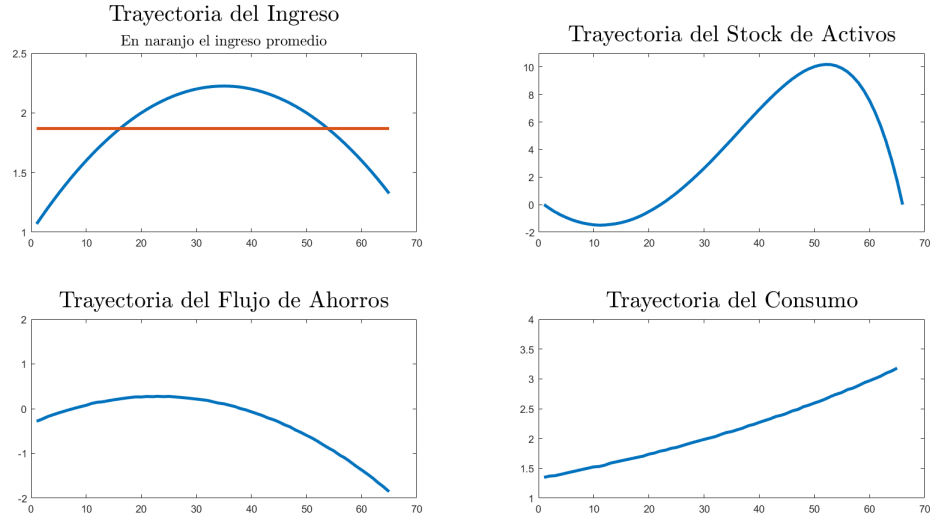 Trayectoria del Ingreso
En naranjo el ingreso promedio
2.5
2
1.5
1
0 10 20 30 40 50 60 70
Trayectoria del Stock de Activos
10
8
6
4
2
0
-2
0 10 20 30 40 50 60 70
Trayectoria del Flujo de Ahorros
2
1
0
-1
-2
0 10 20 30 40 50 60 70
Trayectoria del Consumo
4
3.5
3
2.5
2
1.5
1
0 10 20 30 40 50 60 70